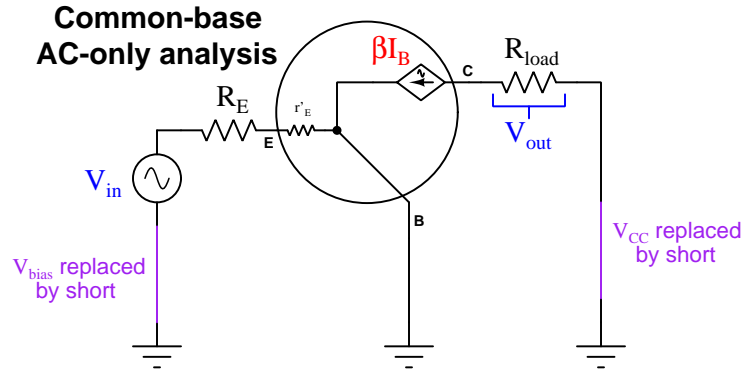 Common-base
AC-only analysis
βI_B
C
R_load
R_E
r'_E
E
V_out
V_in
B
V_bias replaced
by short
V_CC replaced
by short